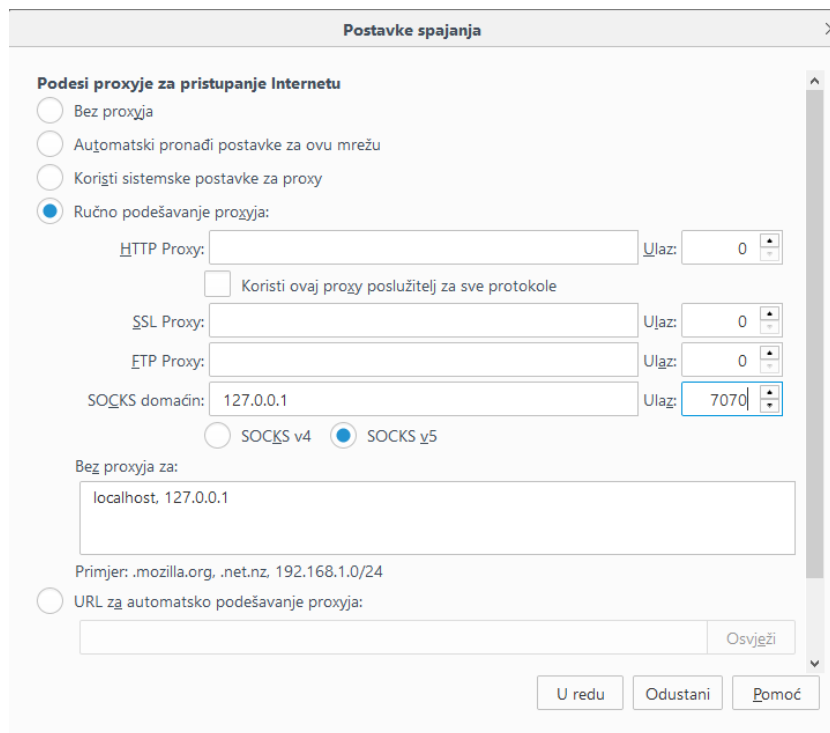 Postavke spajanja
Podesi proxyje za pristupanje Internetu
Bez proxyja
Automatski pronađi postavke za ovu mrežu
Koristi sistemske postavke za proxy
Ručno podešavanje proxyja:
HTTP Proxy: Ulaz: 0
Koristi ovaj proxy poslužitelj za sve protokole
SSL Proxy: Ulaz: 0
FTP Proxy: Ulaz: 0
SOCKS domaćin: 127.0.0.1 Ulaz: 7070
SOCKS v4 SOCKS v5
Bez proxyja za:
localhost, 127.0.0.1
Primjer: .mozilla.org, .net.nz, 192.168.1.0/24
URL za automatsko podešavanje proxyja:
Osvježi
U redu Odustani Pomoć